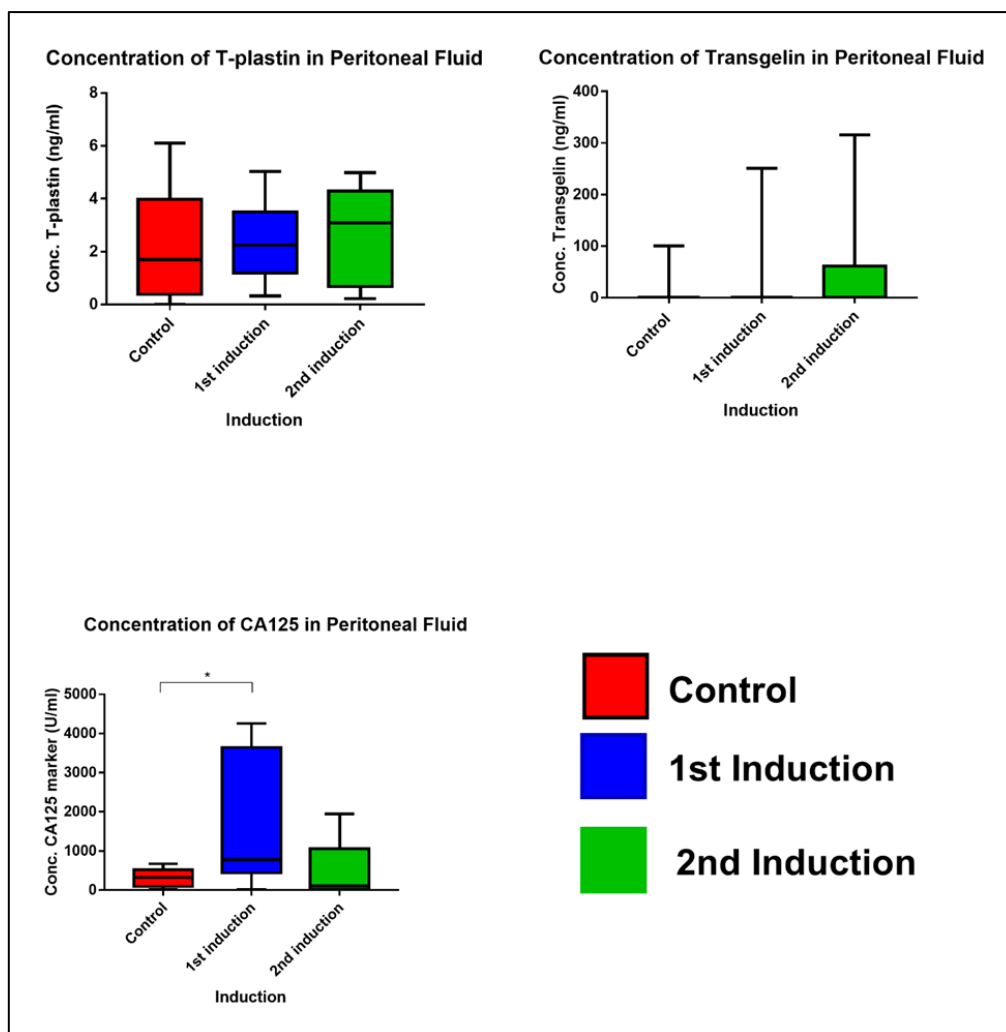 Concentration of T-plastin in Peritoneal Fluid
Conc. T-plastin (ng/ml)
8
6
4
2
0
Control
1st induction
2nd induction
Induction
Concentration of Transgelin in Peritoneal Fluid
Conc. Transgelin (ng/ml)
400
300
200
100
0
Control
1st induction
2nd induction
Induction
Concentration of CA125 in Peritoneal Fluid
Conc. CA125 marker (U/ml)
5000
4000
3000
2000
1000
0
*
Control
1st induction
2nd induction
Induction
Control
1st Induction
2nd Induction